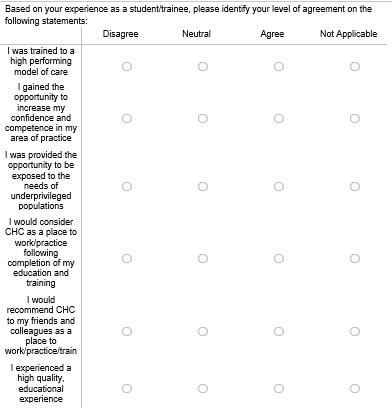 Based on your experience as a student/trainee, please identify your level of agreement on the
following statements:
Disagree Neutral Agree Not Applicable
I was trained to a
high performing
model of care
I gained the
opportunity to
increase my
confidence and
competence in my
area of practice
I was provided the
opportunity to be
exposed to the
needs of
underprivileged
populations
I would consider
CHC as a place to
work/practice
following
completion of my
education and
training
I would
recommend CHC
to my friends and
colleagues as a
place to
work/practice/train
I experienced a
high quality,
educational
experience